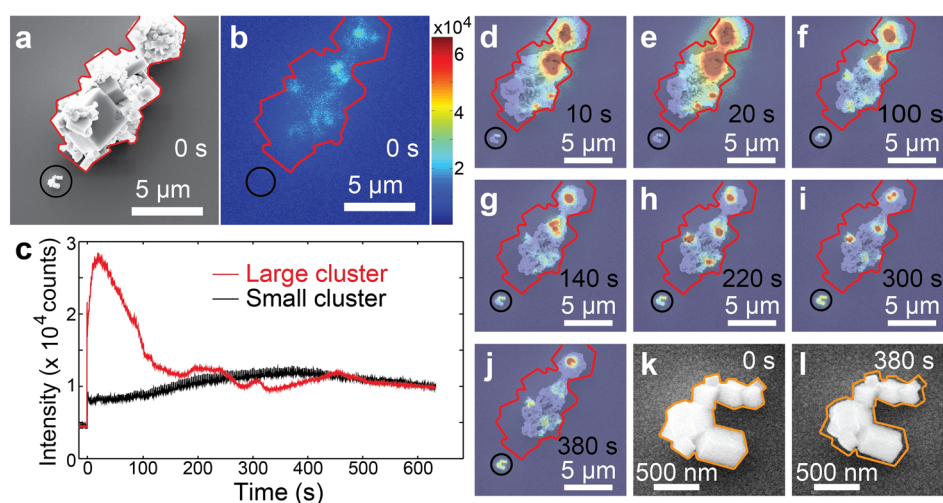 a
0 s
5 µm
b
0 s
5 µm
x10⁴
6
4
2
d
10 s
5 µm
e
20 s
5 µm
f
100 s
5 µm
g
140 s
5 µm
h
220 s
5 µm
i
300 s
5 µm
c
Intensity (x 10⁴ counts)
3
2
1
0
Large cluster
Small cluster
0 100 200 300 400 500 600
Time (s)
j
380 s
5 µm
k
0 s
500 nm
l
380 s
500 nm